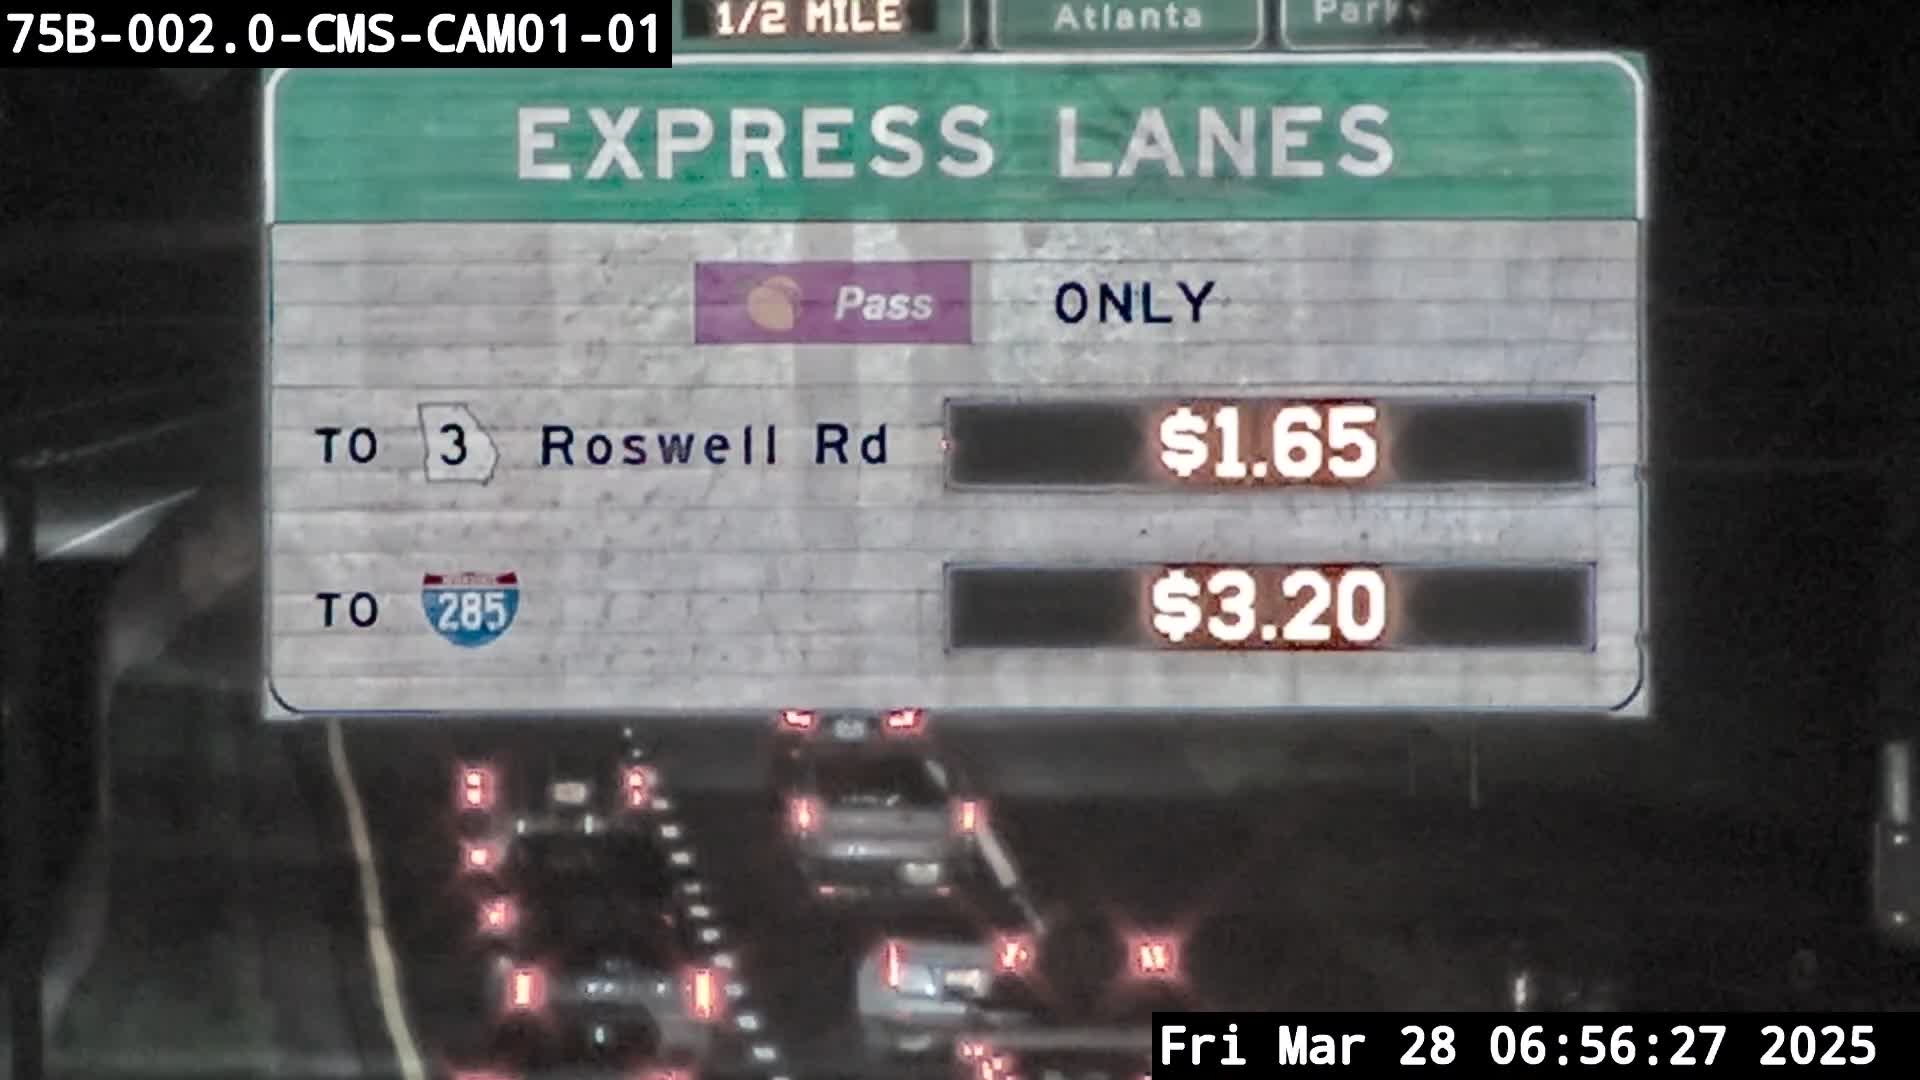 75B-002.0-CMS-CAM01-01
1/2 MILE
Atlanta
EXPRESS LANES
Pass ONLY
TO 3 Roswell Rd $1.65
TO 285 $3.20
Fri Mar 28 06:56:27 2025